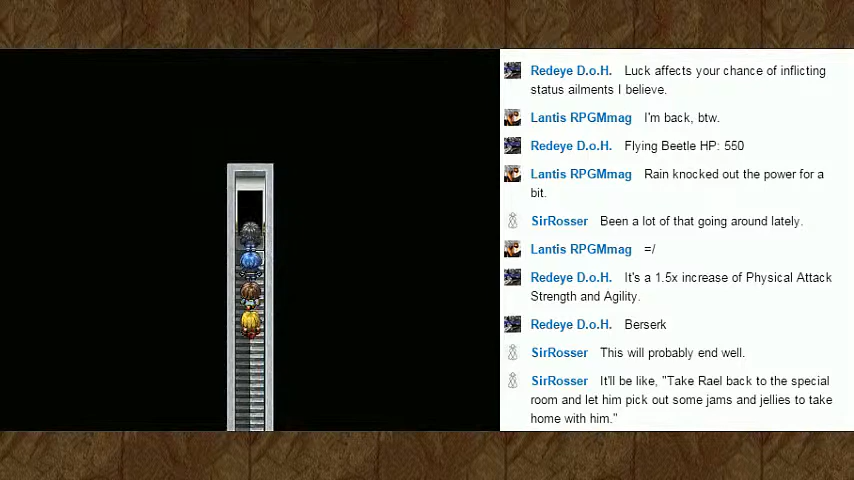 Redeye D.o.H. Luck affects your chance of inflicting
status ailments I believe.
Lantis RPGMmag I'm back, btw.
Redeye D.o.H. Flying Beetle HP: 550
Lantis RPGMmag Rain knocked out the power for a
bit.
SirRosser Been a lot of that going around lately.
Lantis RPGMmag =/
Redeye D.o.H. It's a 1.5x increase of Physical Attack
Strength and Agility.
Redeye D.o.H. Berserk
SirRosser This will probably end well.
SirRosser It'll be like, "Take Rael back to the special
room and let him pick out some jams and jellies to take
home with him."